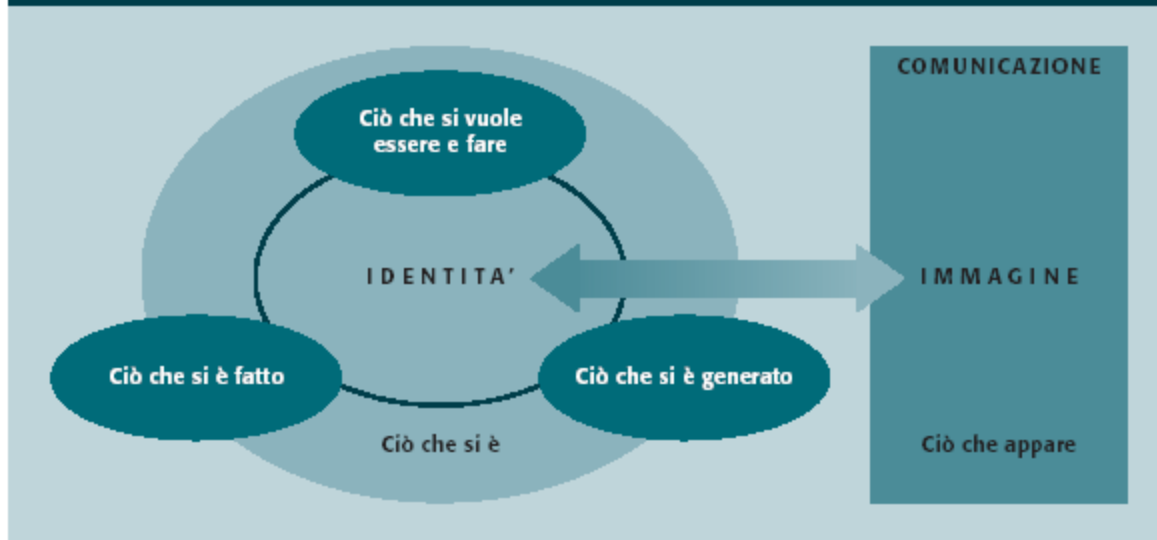 COMUNICAZIONE
Ciò che si vuole
essere e fare
IDENTITA'
IMMAGINE
Ciò che si è fatto
Ciò che si è generato
Ciò che si è
Ciò che appare